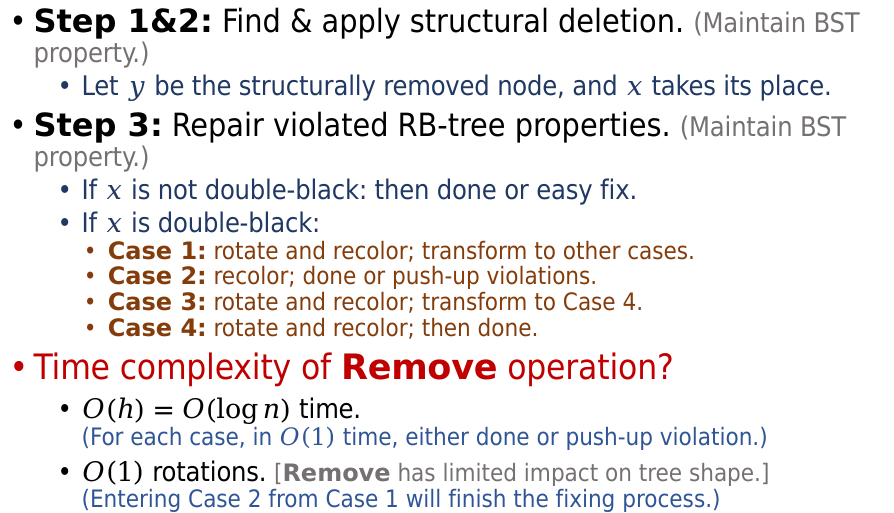 • Step 1&2: Find & apply structural deletion. (Maintain BST
property.)
• Let y be the structurally removed node, and x takes its place.
• Step 3: Repair violated RB-tree properties. (Maintain BST
property.)
• If x is not double-black: then done or easy fix.
• If x is double-black:
• Case 1: rotate and recolor; transform to other cases.
• Case 2: recolor; done or push-up violations.
• Case 3: rotate and recolor; transform to Case 4.
• Case 4: rotate and recolor; then done.
• Time complexity of Remove operation?
• O(h) = O(log n) time.
(For each case, in O(1) time, either done or push-up violation.)
• O(1) rotations. [Remove has limited impact on tree shape.]
(Entering Case 2 from Case 1 will finish the fixing process.)